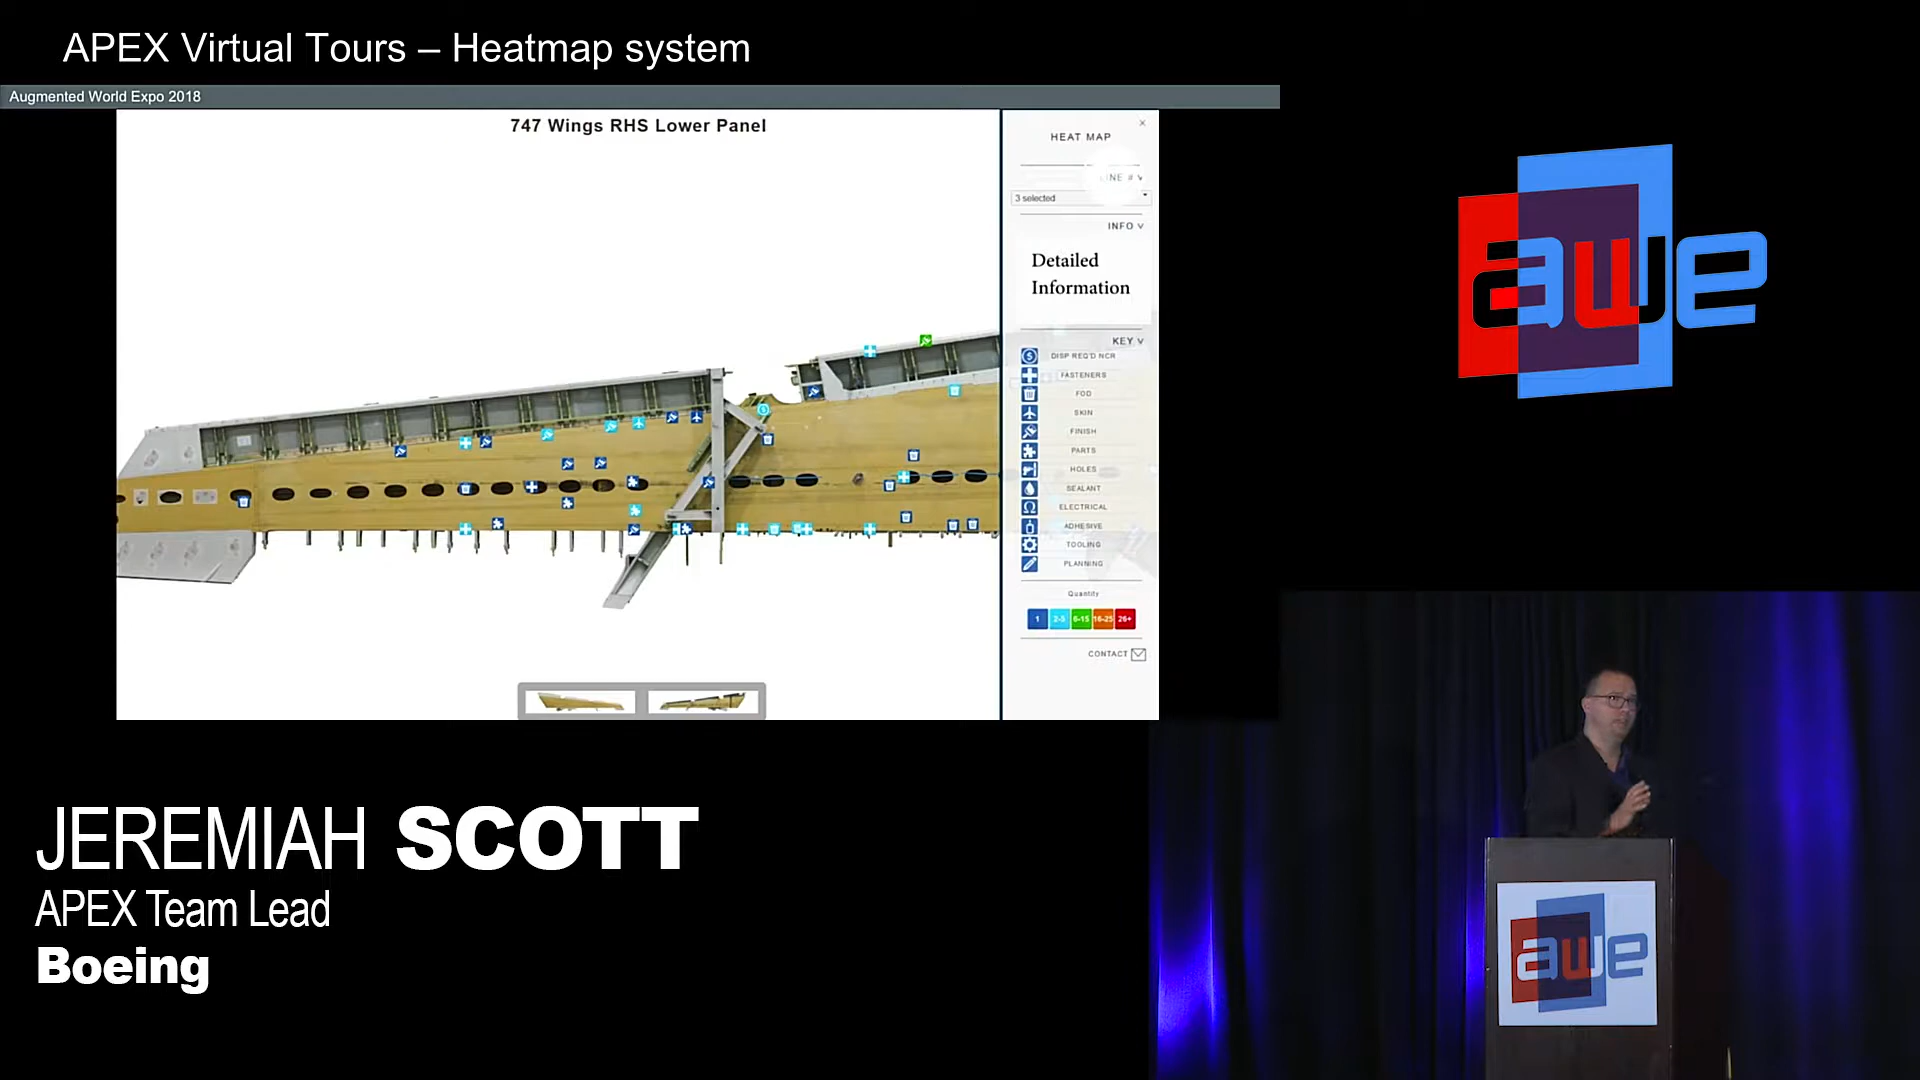 APEX Virtual Tours – Heatmap system
Augmented World Expo 2018
747 Wings RHS Lower Panel
×
HEAT MAP
LINE # v
3 selected
INFO v
Detailed
Information
KEY v
DISP REQ'D NCR
FASTENERS
FOD
SKIN
FINISH
PARTS
HOLES
SEALANT
ELECTRICAL
ADHESIVE
TOOLING
PLANNING
Quantity
1 2-5 6-15 16-25 26+
CONTACT
awe
JEREMIAH SCOTT
APEX Team Lead
Boeing
awe